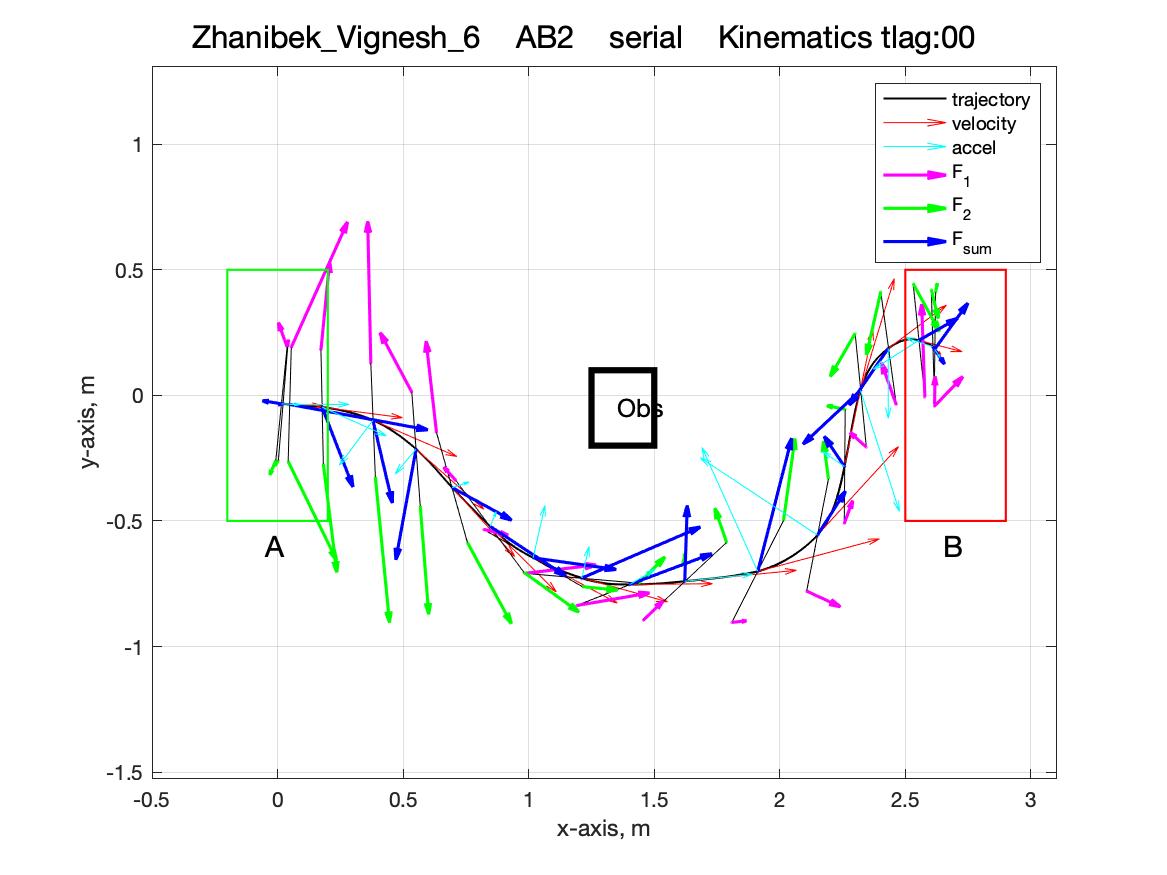 Zhanibek_Vignesh_6 AB2 serial Kinematics tlag:00
trajectory
velocity
accel
F1
F2
Fsum
1
0.5
0
-0.5
-1
-1.5
y-axis, m
Obs
A
B
-0.5 0 0.5 1 1.5 2 2.5 3
x-axis, m